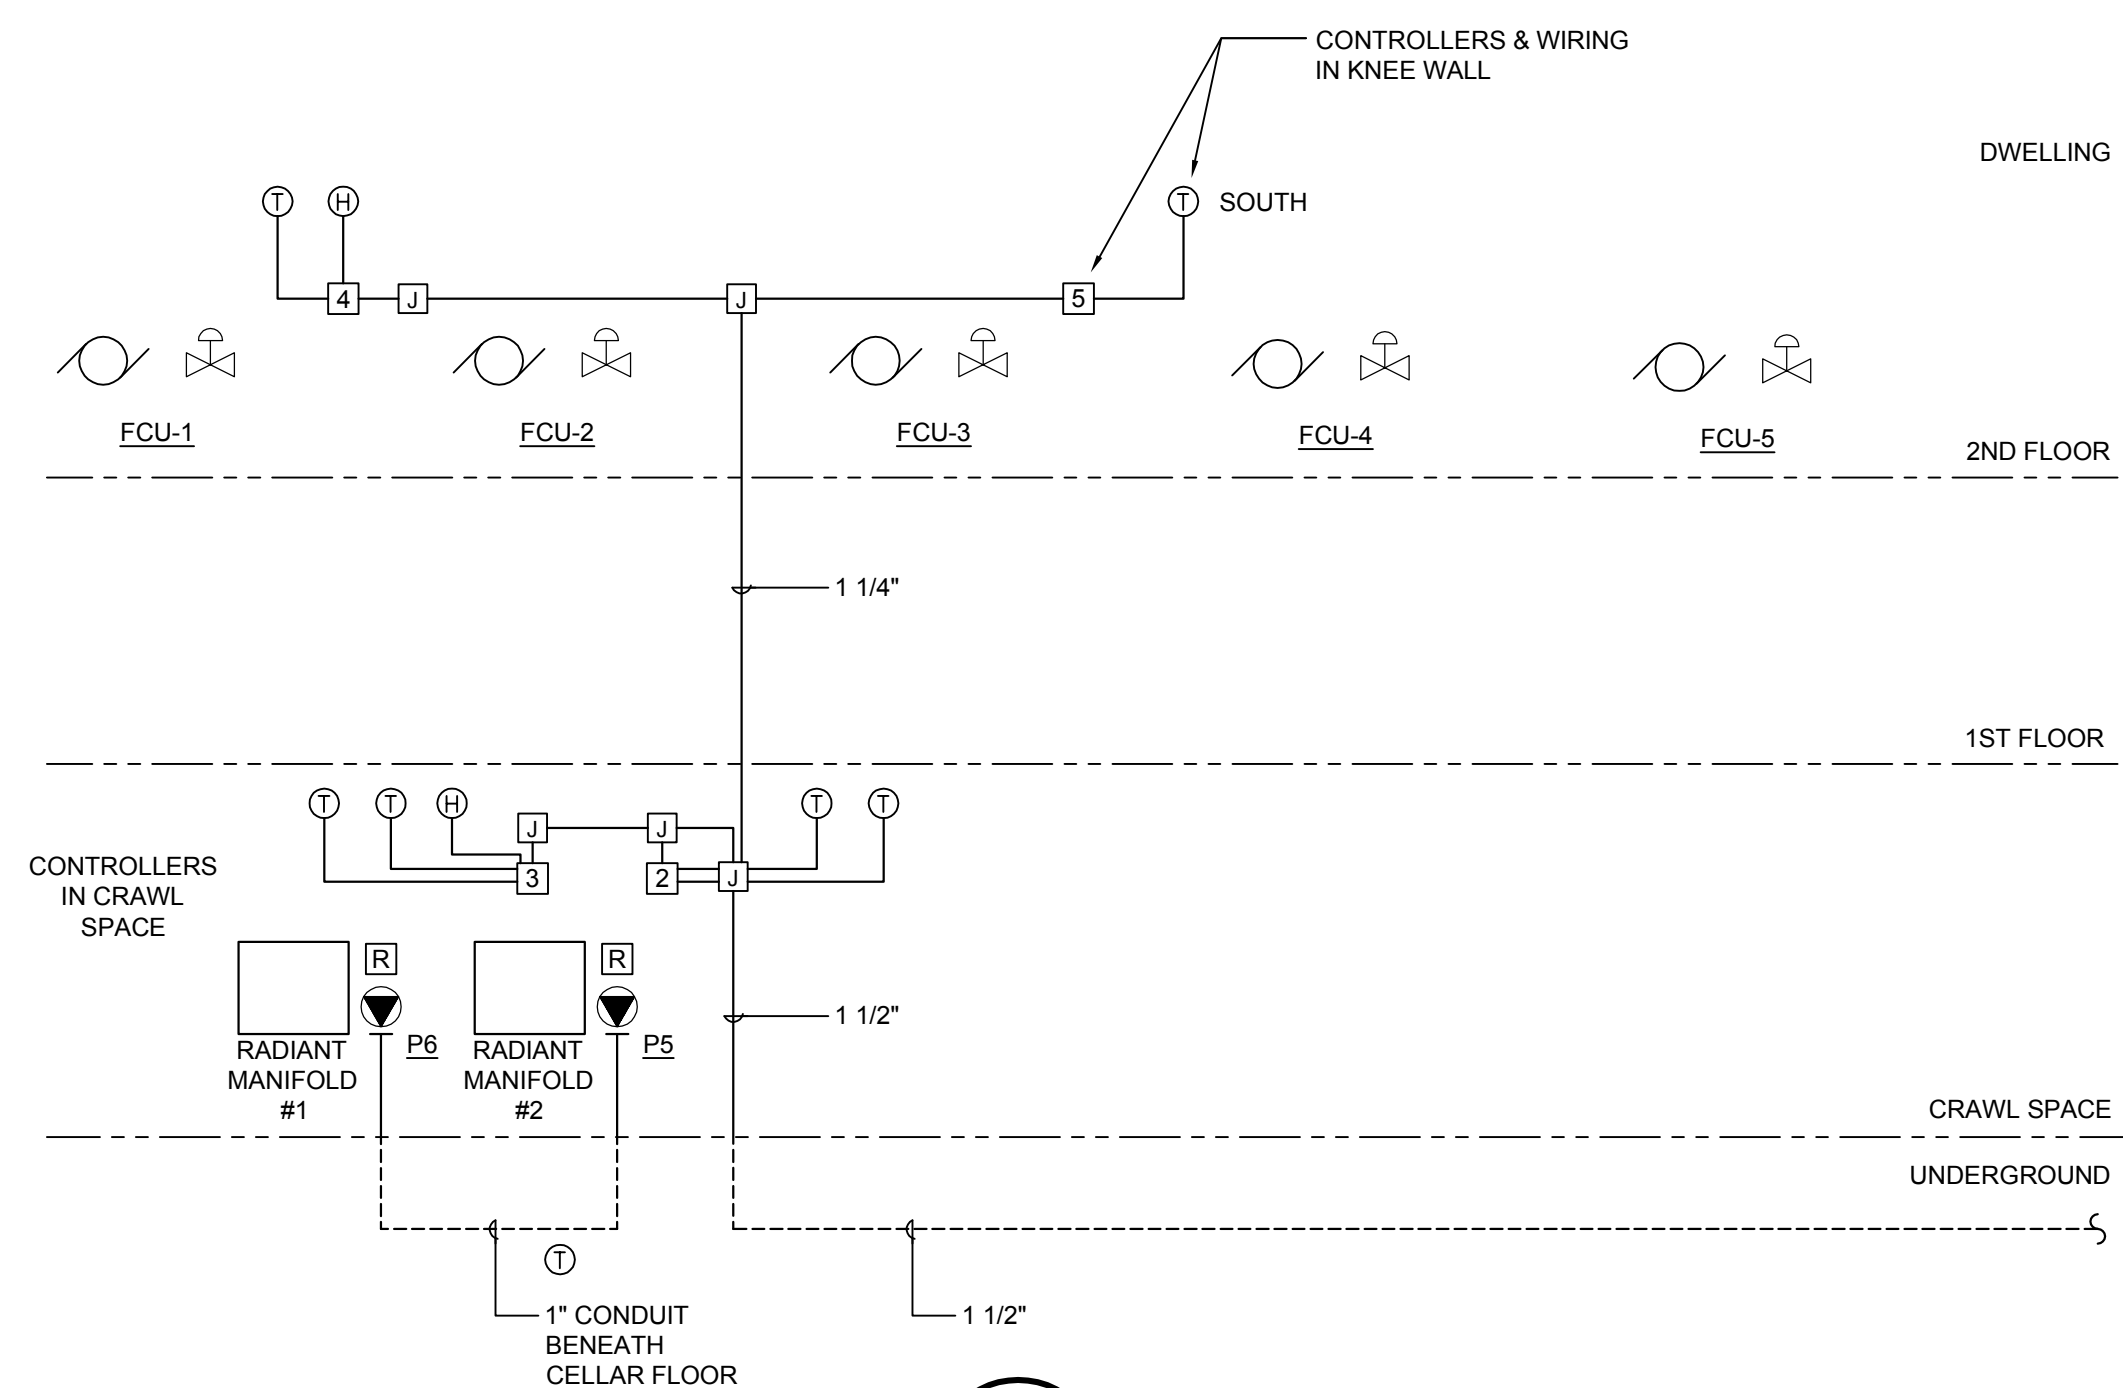 CONTROLLERS & WIRING
IN KNEE WALL
DWELLING
T H T SOUTH
4 J J 5
FCU-1 FCU-2 FCU-3 FCU-4 FCU-5
2ND FLOOR
1 1/4"
1ST FLOOR
T T H T T
J J
CONTROLLERS
IN CRAWL
SPACE
3 2 J
R R
1 1/2"
P6 P5
RADIANT
MANIFOLD
#1
RADIANT
MANIFOLD
#2
CRAWL SPACE
UNDERGROUND
T
1" CONDUIT
BENEATH
CELLAR FLOOR
1 1/2"